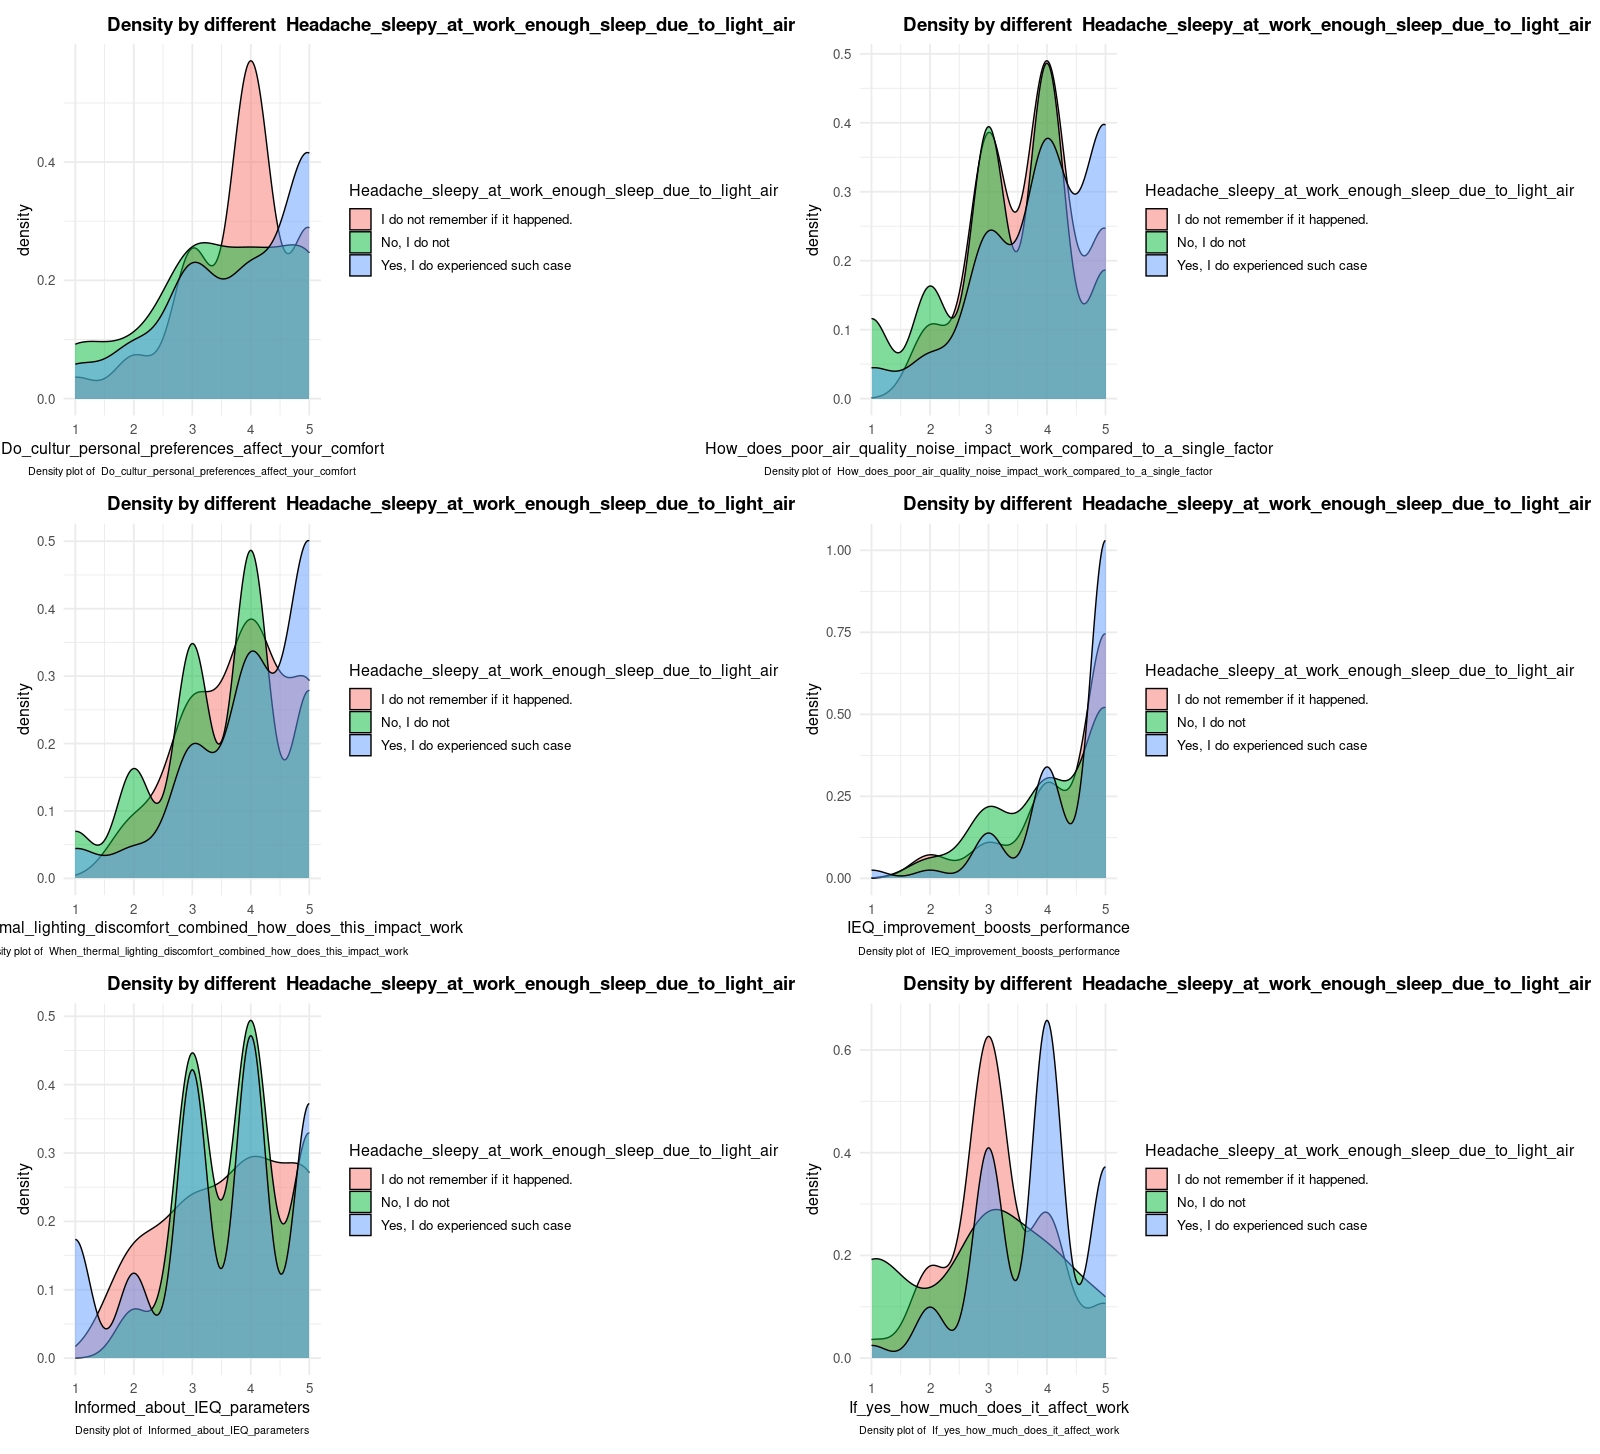 Density by different  Headache_sleepy_at_work_enough_sleep_due_to_light_air
density
0.4
0.2
0.0
1 2 3 4 5
Do_cultur_personal_preferences_affect_your_comfort
Density plot of  Do_cultur_personal_preferences_affect_your_comfort
Headache_sleepy_at_work_enough_sleep_due_to_light_air
I do not remember if it happened.
No, I do not
Yes, I do experienced such case
Density by different  Headache_sleepy_at_work_enough_sleep_due_to_light_air
density
0.5
0.4
0.3
0.2
0.1
0.0
1 2 3 4 5
How_does_poor_air_quality_noise_impact_work_compared_to_a_single_factor
Density plot of  How_does_poor_air_quality_noise_impact_work_compared_to_a_single_factor
Headache_sleepy_at_work_enough_sleep_due_to_light_air
I do not remember if it happened.
No, I do not
Yes, I do experienced such case
Density by different  Headache_sleepy_at_work_enough_sleep_due_to_light_air
density
0.5
0.4
0.3
0.2
0.1
0.0
1 2 3 4 5
mal_lighting_discomfort_combined_how_does_this_impact_work
sity plot of  When_thermal_lighting_discomfort_combined_how_does_this_impact_work
Headache_sleepy_at_work_enough_sleep_due_to_light_air
I do not remember if it happened.
No, I do not
Yes, I do experienced such case
Density by different  Headache_sleepy_at_work_enough_sleep_due_to_light_air
density
1.00
0.75
0.50
0.25
0.00
1 2 3 4 5
IEQ_improvement_boosts_performance
Density plot of  IEQ_improvement_boosts_performance
Headache_sleepy_at_work_enough_sleep_due_to_light_air
I do not remember if it happened.
No, I do not
Yes, I do experienced such case
Density by different  Headache_sleepy_at_work_enough_sleep_due_to_light_air
density
0.5
0.4
0.3
0.2
0.1
0.0
1 2 3 4 5
Informed_about_IEQ_parameters
Density plot of  Informed_about_IEQ_parameters
Headache_sleepy_at_work_enough_sleep_due_to_light_air
I do not remember if it happened.
No, I do not
Yes, I do experienced such case
Density by different  Headache_sleepy_at_work_enough_sleep_due_to_light_air
density
0.6
0.4
0.2
0.0
1 2 3 4 5
If_yes_how_much_does_it_affect_work
Density plot of  If_yes_how_much_does_it_affect_work
Headache_sleepy_at_work_enough_sleep_due_to_light_air
I do not remember if it happened.
No, I do not
Yes, I do experienced such case